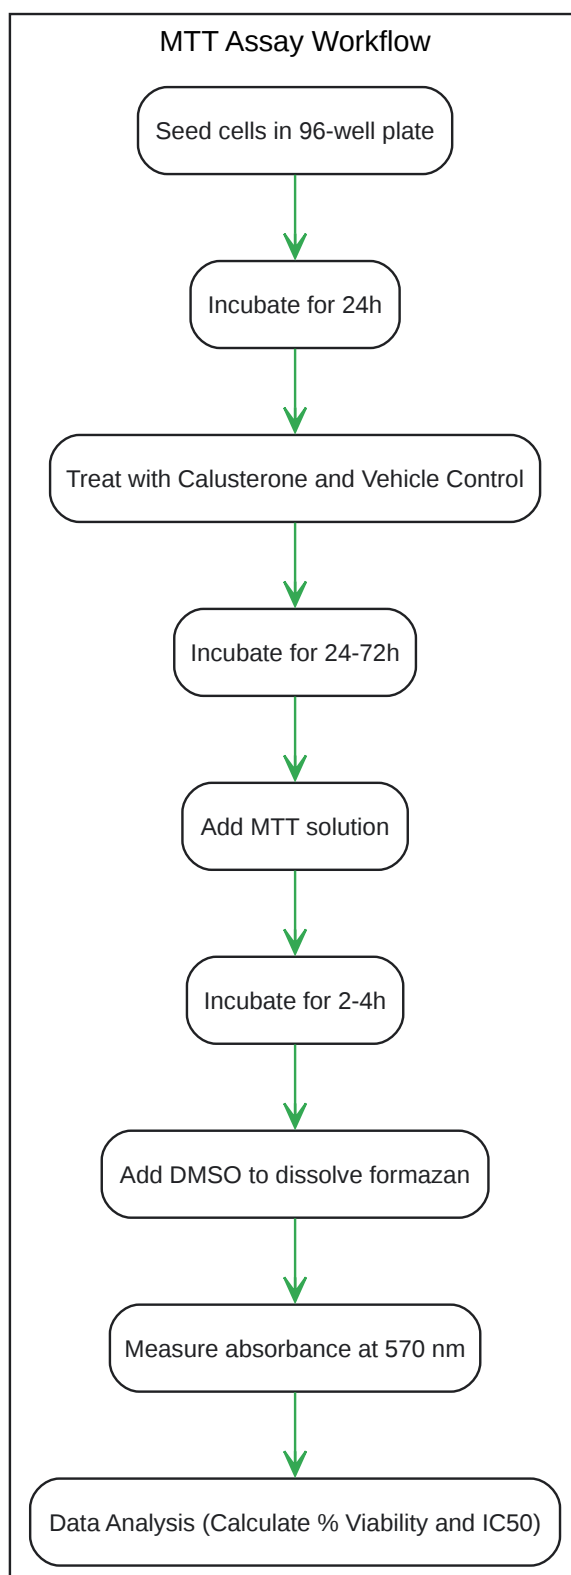 MTT Assay Workflow
Seed cells in 96-well plate
Incubate for 24h
Treat with Calusterone and Vehicle Control
Incubate for 24-72h
Add MTT solution
Incubate for 2-4h
Add DMSO to dissolve formazan
Measure absorbance at 570 nm
Data Analysis (Calculate % Viability and IC50)